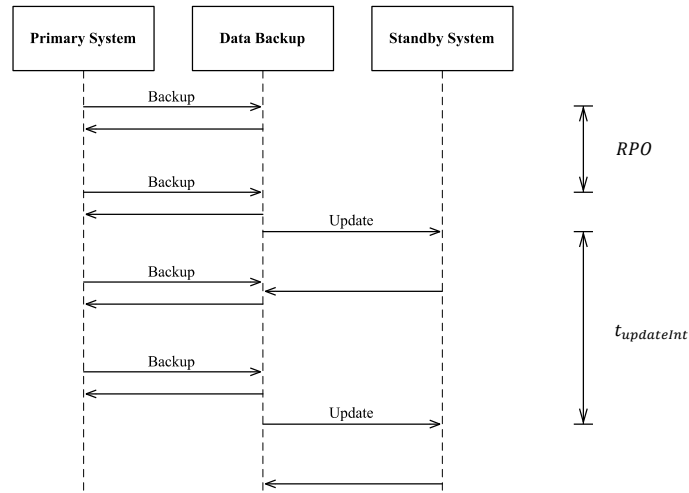 Primary System
Data Backup
Standby System
Backup
RPO
Backup
Update
Backup
t_updateInt
Backup
Update